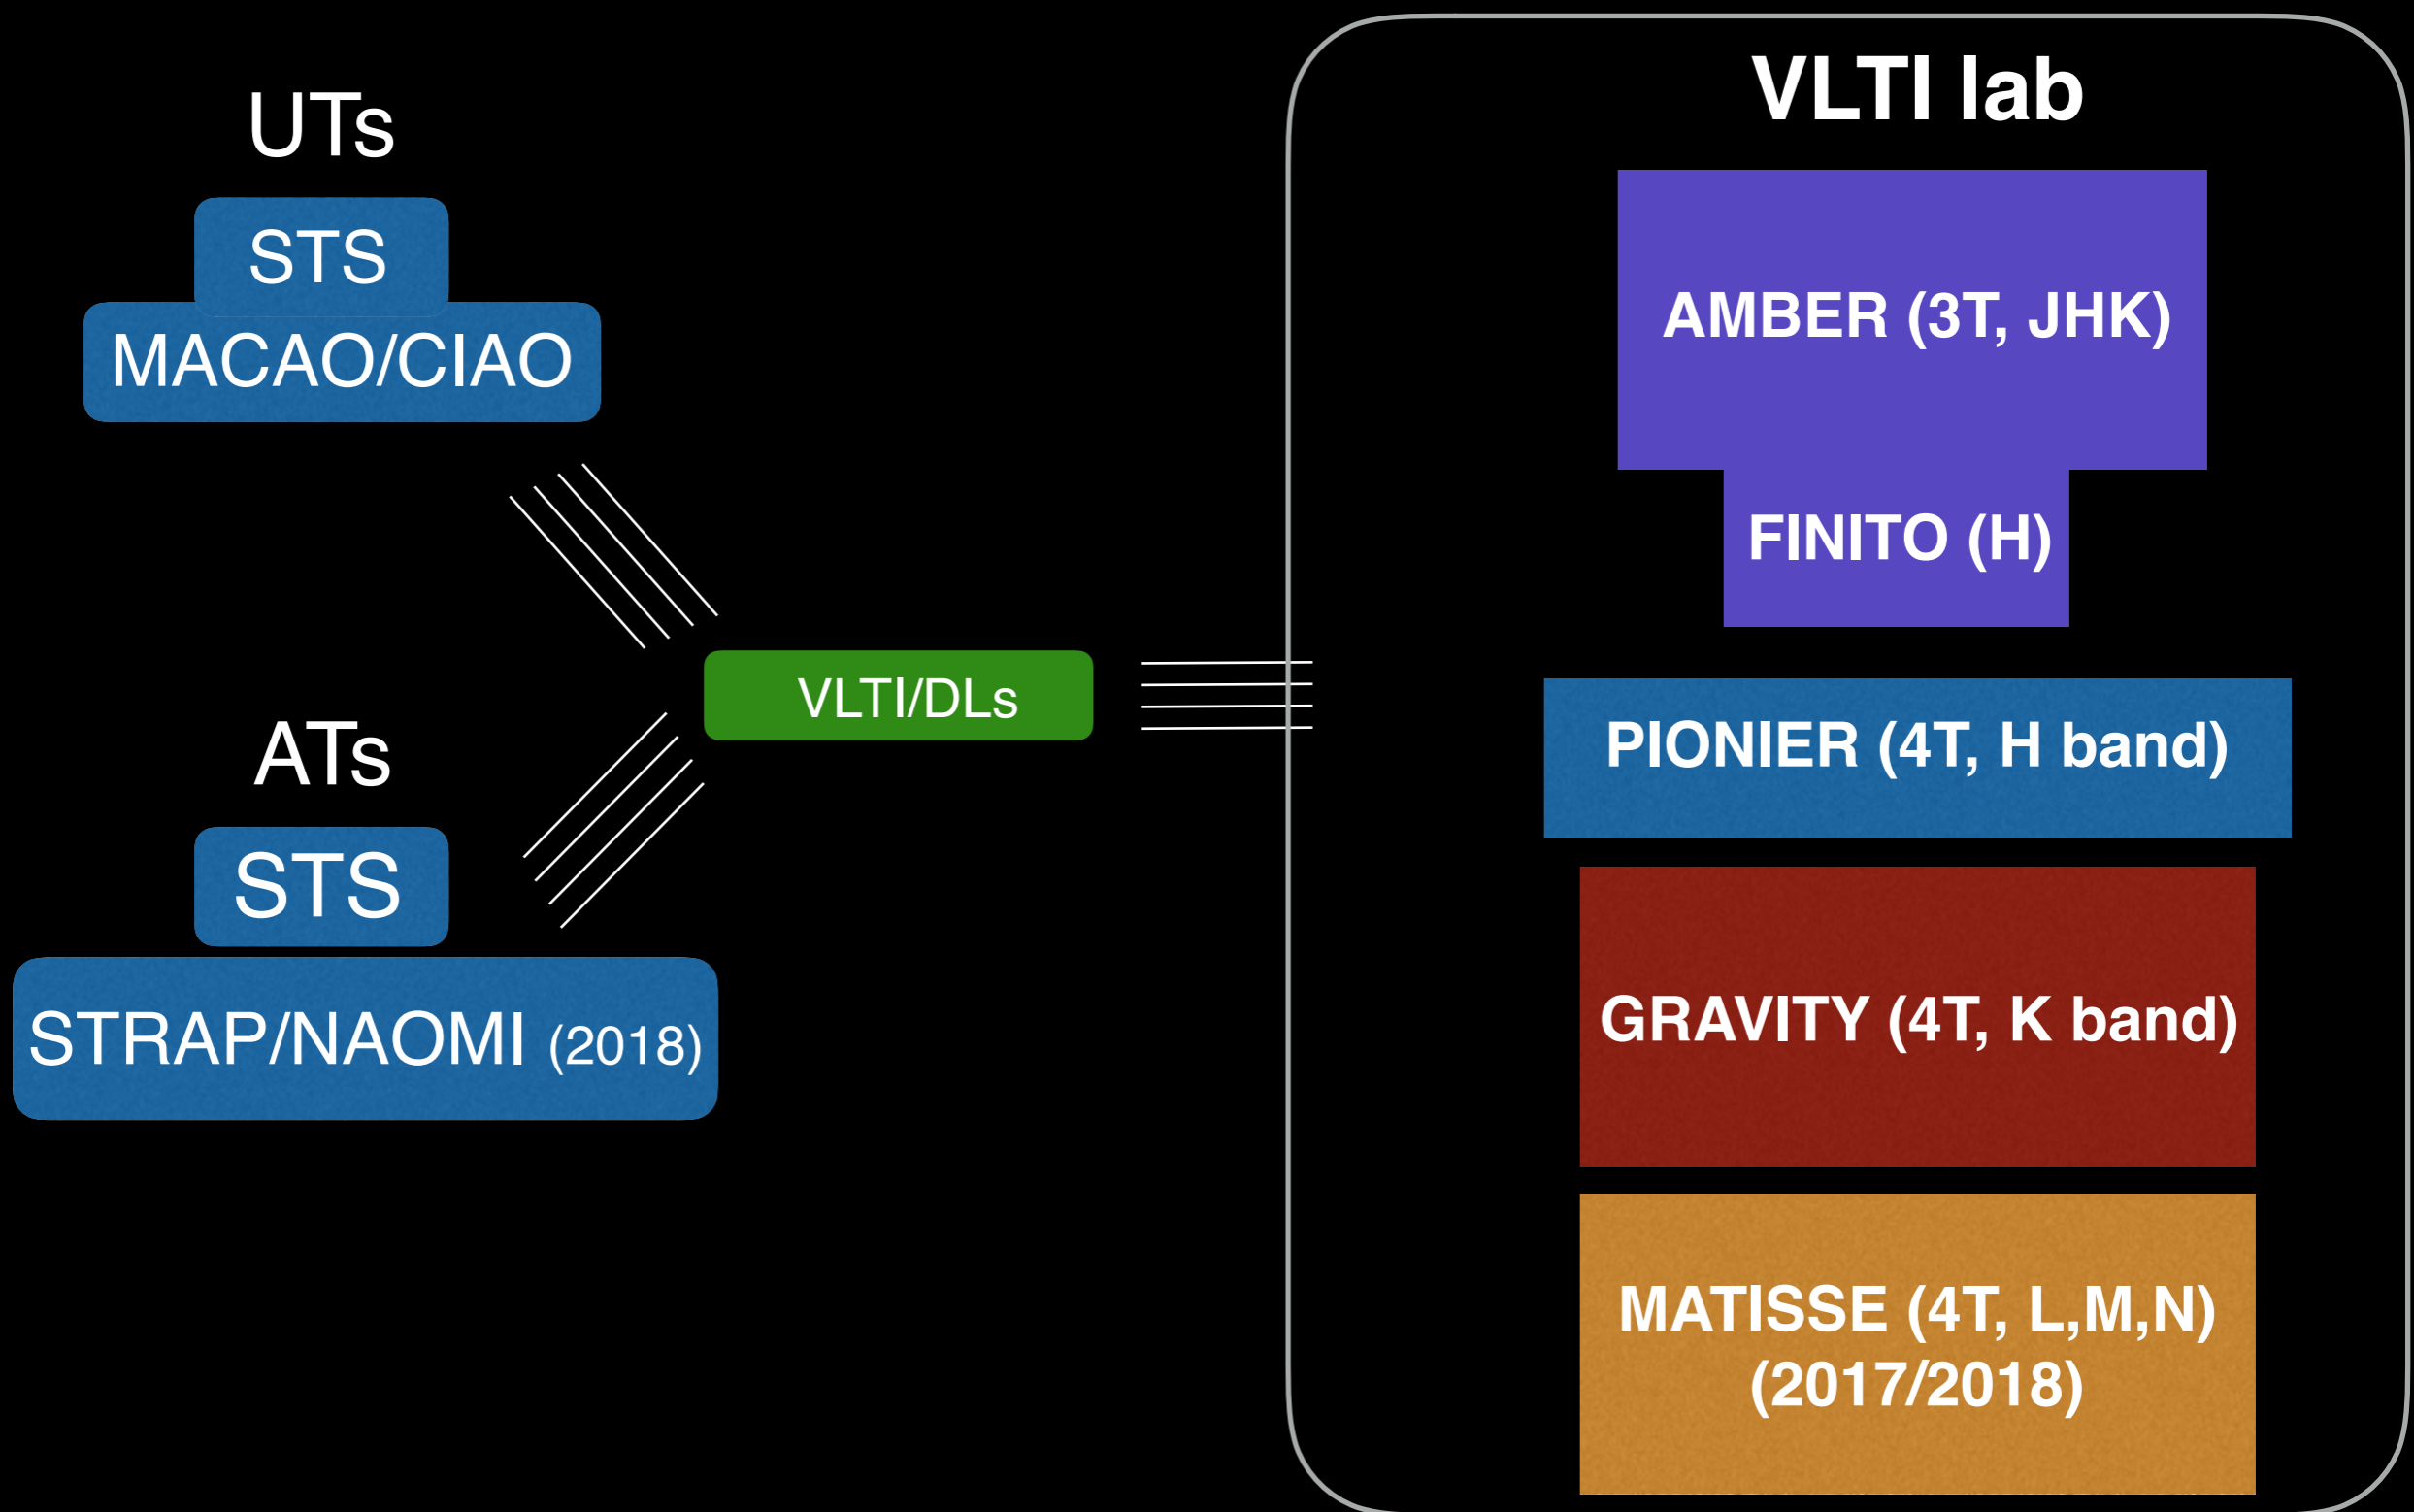 UTs
STS
MACAO/CIAO
ATs
STS
STRAP/NAOMI (2018)
VLTI/DLs
VLTI lab
AMBER (3T, JHK)
FINITO (H)
PIONIER (4T, H band)
GRAVITY (4T, K band)
MATISSE (4T, L,M,N)
(2017/2018)